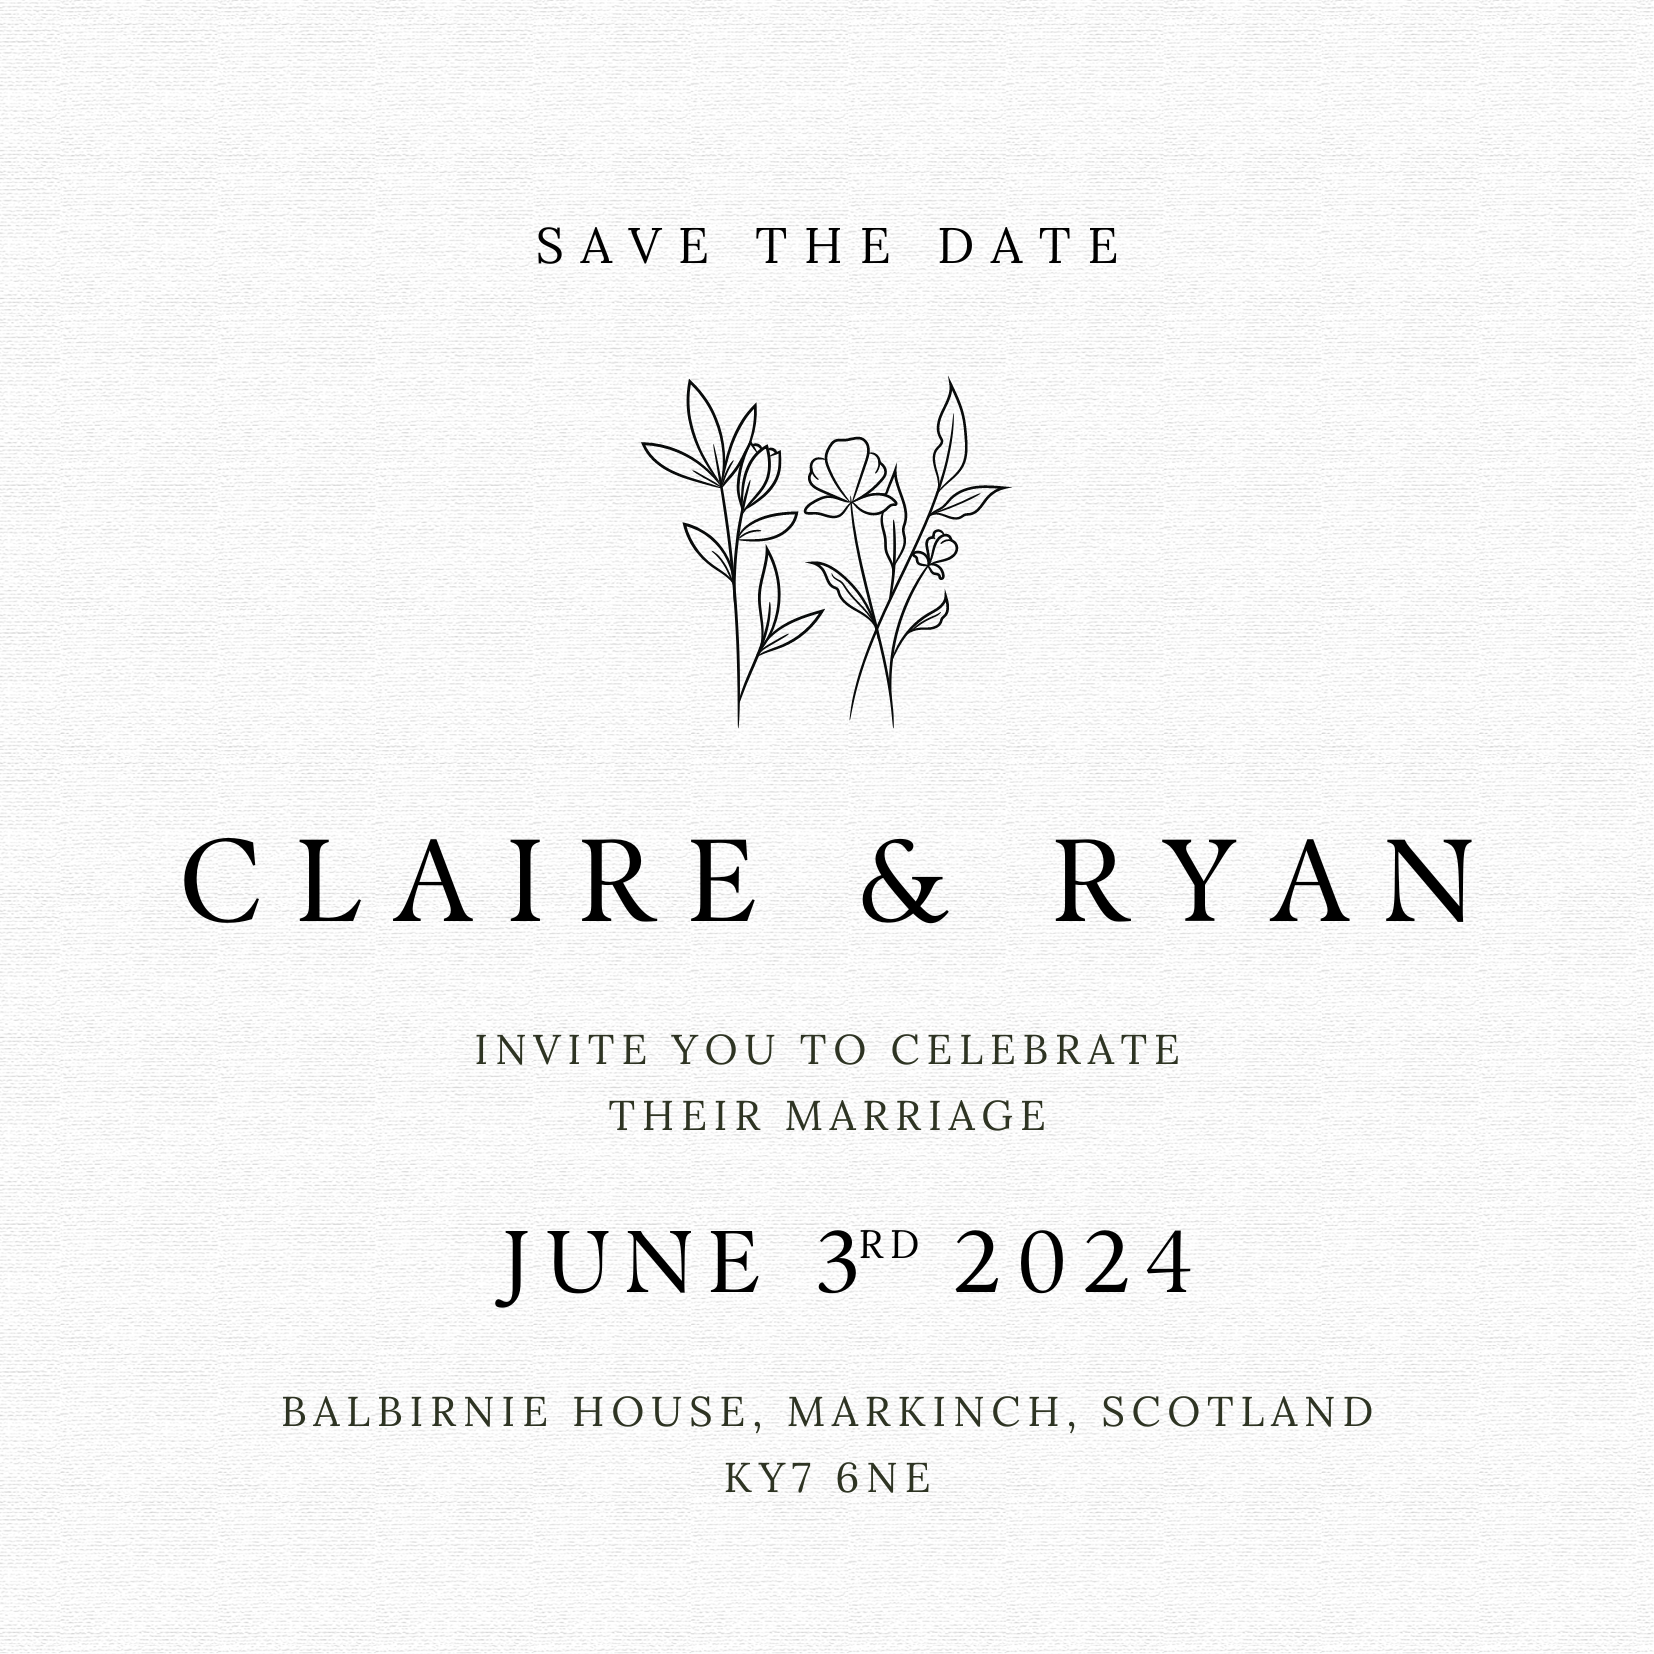 SAVE THE DATE
CLAIRE & RYAN
INVITE YOU TO CELEBRATE
THEIR MARRIAGE
JUNE 3RD 2024
BALBIRNIE HOUSE, MARKINCH, SCOTLAND
KY7 6NE